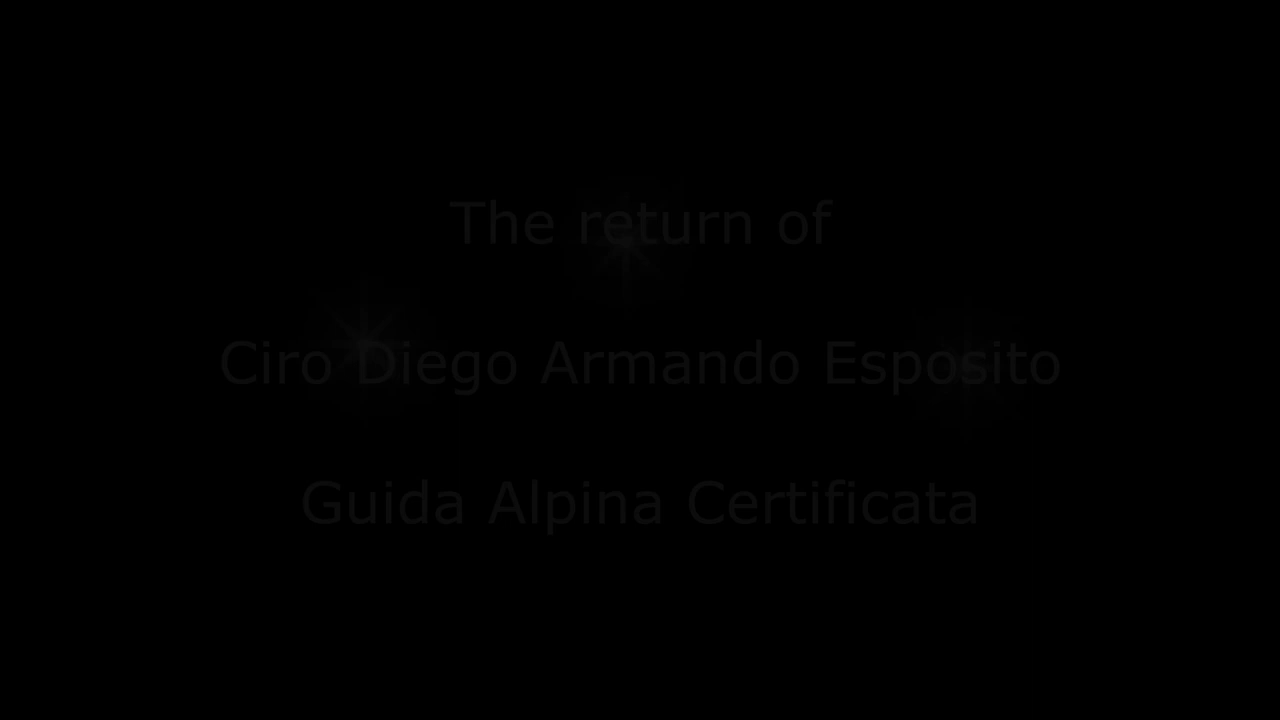 The return of
Ciro Diego Armando Esposito
Guida Alpina Certificata